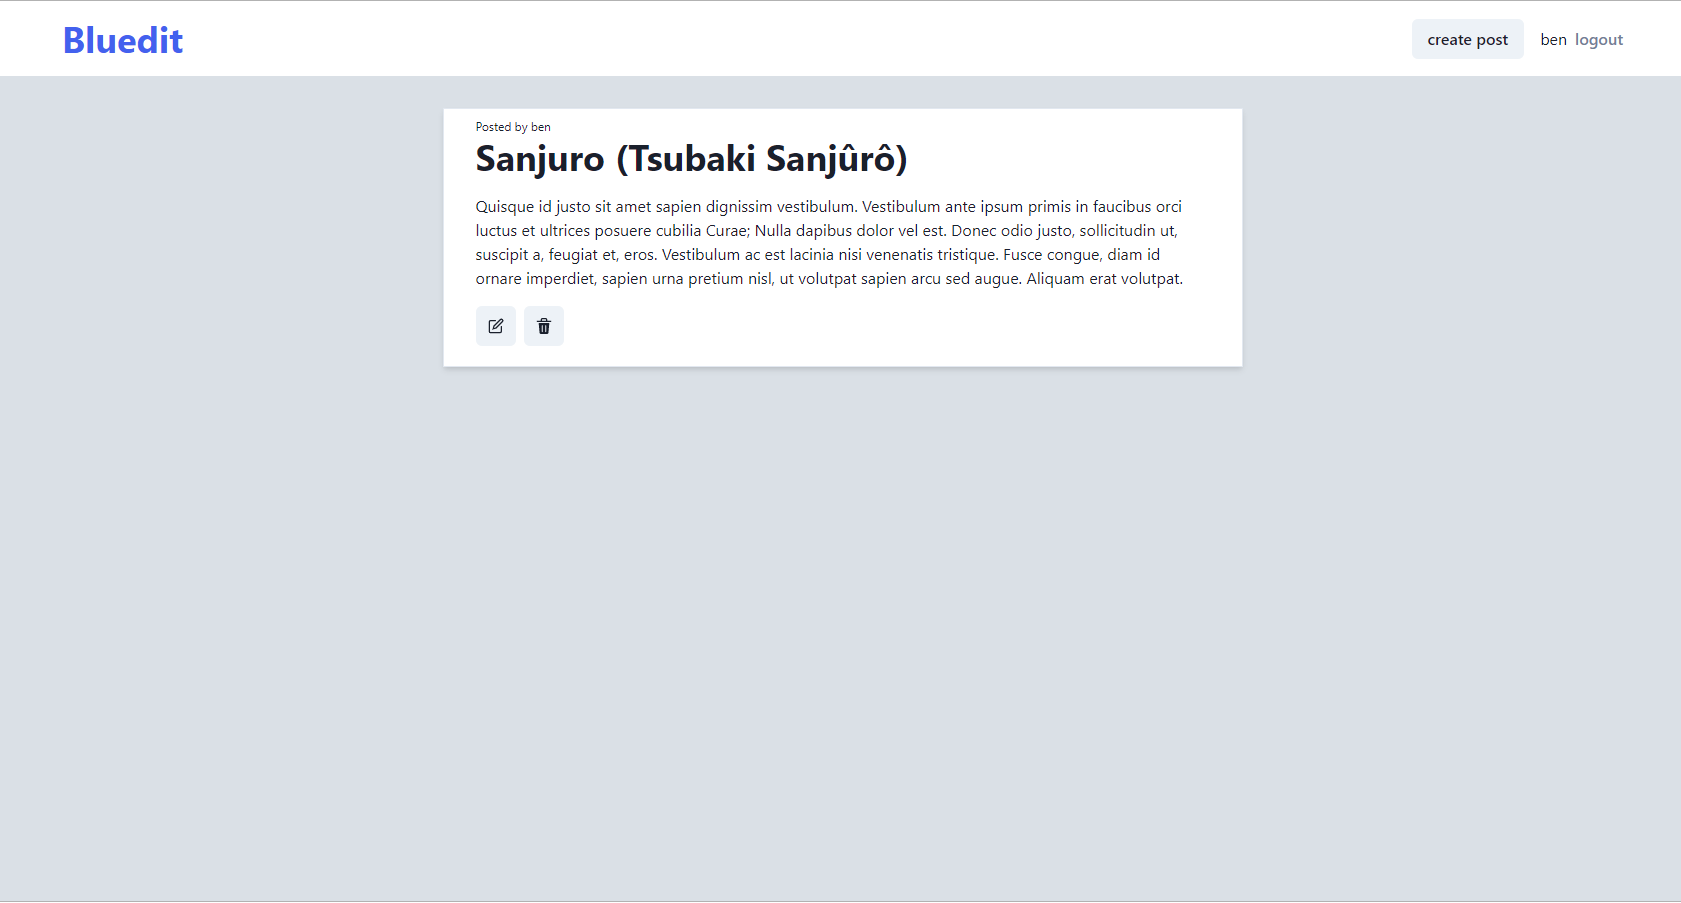 Bluedit
create post
ben logout
Posted by ben
Sanjuro (Tsubaki Sanjûrô)
Quisque id justo sit amet sapien dignissim vestibulum. Vestibulum ante ipsum primis in faucibus orci
luctus et ultrices posuere cubilia Curae; Nulla dapibus dolor vel est. Donec odio justo, sollicitudin ut,
suscipit a, feugiat et, eros. Vestibulum ac est lacinia nisi venenatis tristique. Fusce congue, diam id
ornare imperdiet, sapien urna pretium nisl, ut volutpat sapien arcu sed augue. Aliquam erat volutpat.